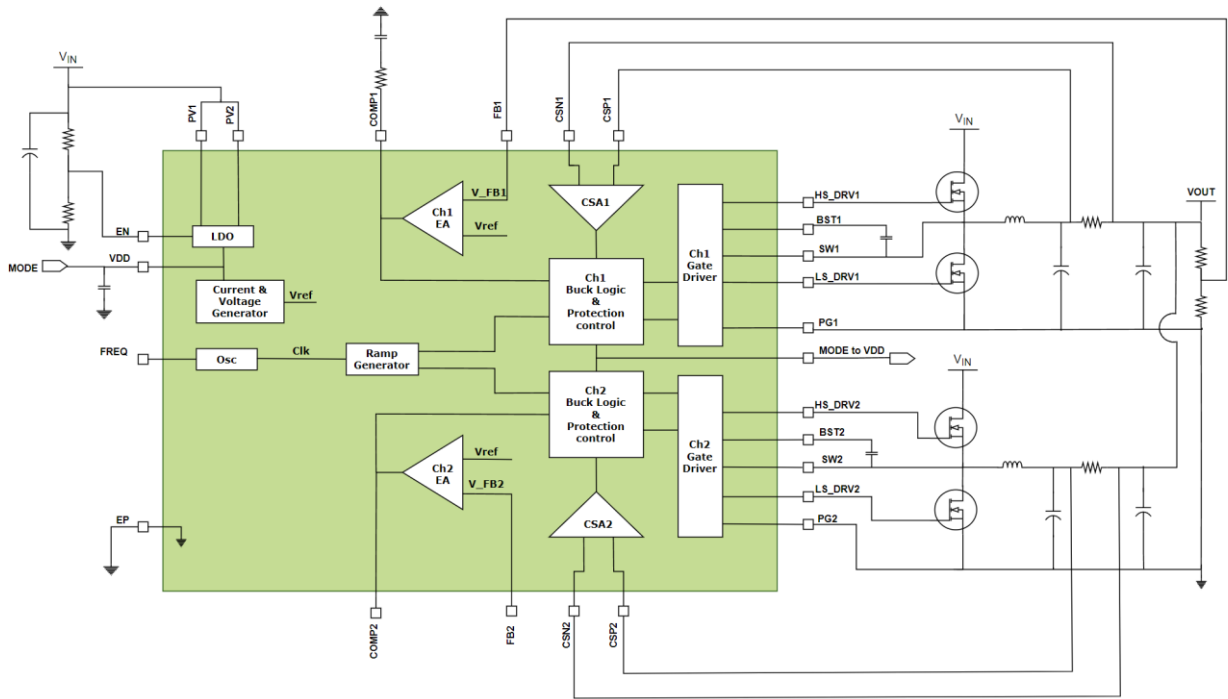 VIN
PV1
PV2
COMP1
FB1
CSN1
CSP1
VIN
VOUT
V_FB1
Ch1
EA
Vref
CSA1
HS_DRV1
BST1
SW1
LS_DRV1
PG1
Ch1
Gate
Driver
EN
LDO
VDD
MODE
Current &
Voltage
Generator
Vref
Ch1
Buck Logic
&
Protection
control
FREQ
Osc
Clk
Ramp
Generator
MODE to VDD
VIN
Ch2
Buck Logic
&
Protection
control
Ch2
Gate
Driver
HS_DRV2
BST2
SW2
LS_DRV2
PG2
Ch2
EA
Vref
V_FB2
CSA2
EP
COMP2
FB2
CSN2
CSP2